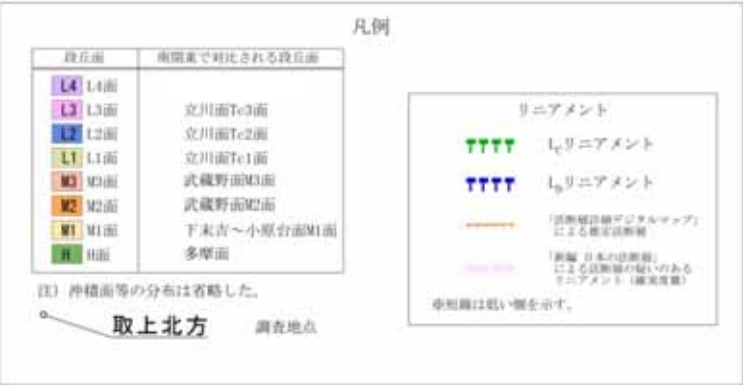 凡例
段丘面 南関東で対比される段丘面
L4 L4面
L3 L3面 立川面Tc3面
L2 L2面 立川面Tc2面
L1 L1面 立川面Tc1面
M3 M3面 武蔵野面M3面
M2 M2面 武蔵野面M2面
M1 M1面 下末吉～小原台面M1面
H H面 多摩面
注）沖積面等の分布は省略した。
取上北方 調査地点
リニアメント
LCリニアメント
LDリニアメント
「活断層詳細デジタルマップ」
による推定活断層
「新編 日本の活断層」
による活断層の疑いのある
リニアメント（確実度Ⅲ）
※短線は低い側を示す。